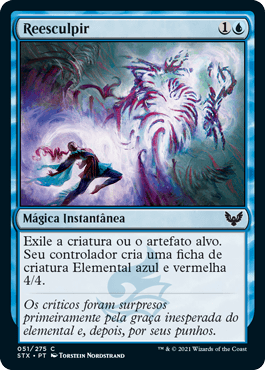 Reesculpir 1
Mágica Instantânea
Exile a criatura ou o artefato alvo.
Seu controlador cria uma ficha de
criatura Elemental azul e vermelha
4/4.
Os críticos foram surpresos
primeiramente pela graça inesperada do
elemental e, depois, por seus punhos.
051/275 C
STX • PT TORSTEIN NORDSTRAND
™ & © 2021 Wizards of the Coast